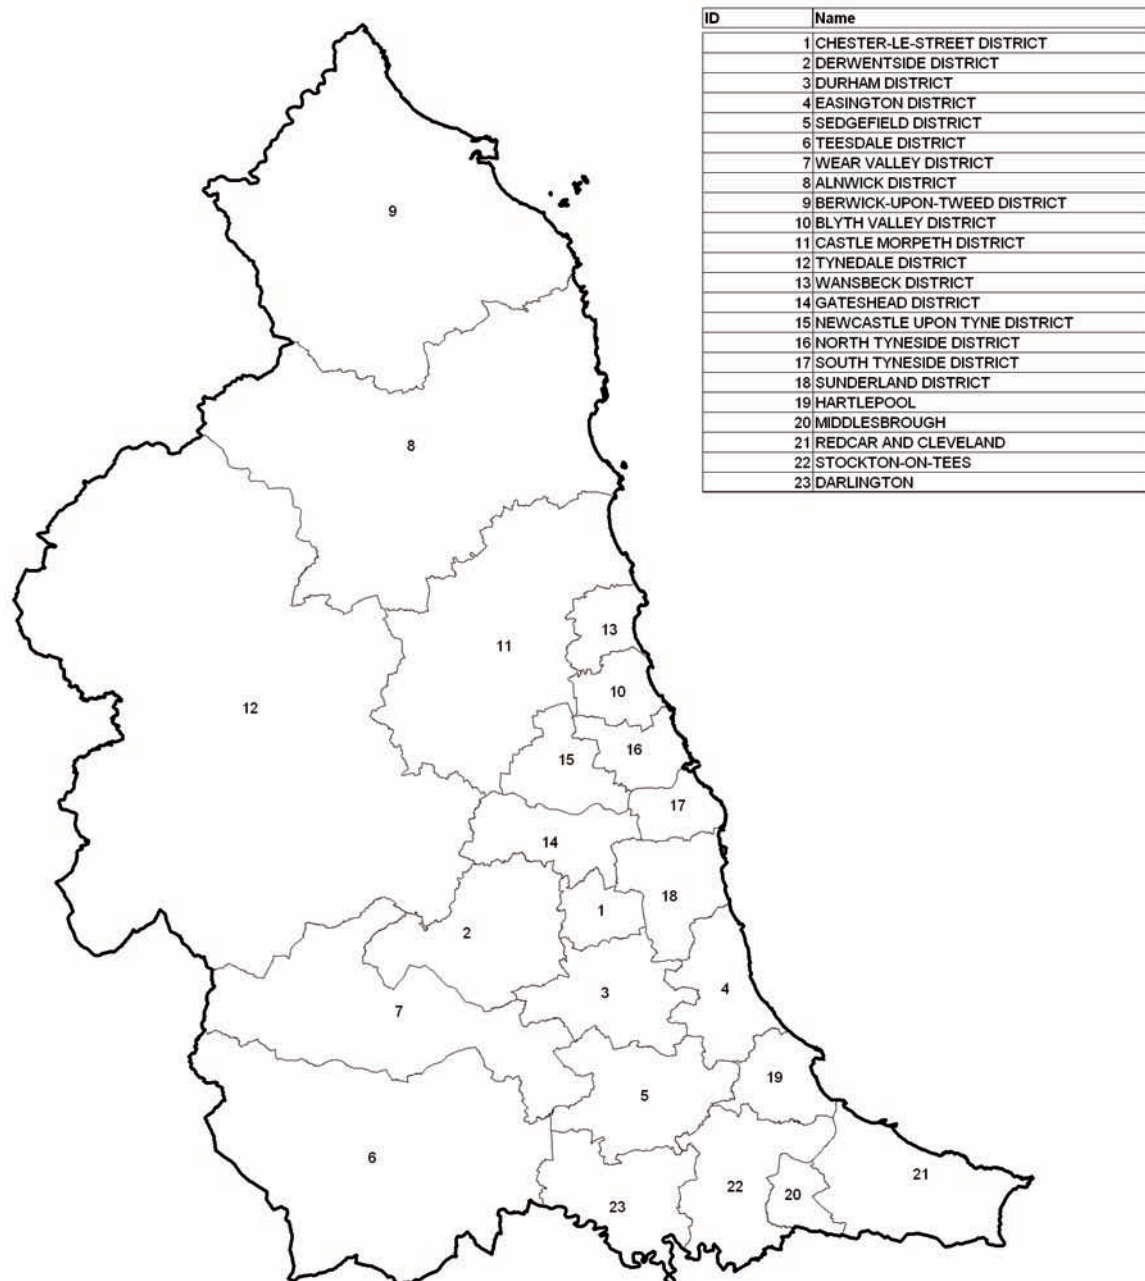 ID Name
1 CHESTER-LE-STREET DISTRICT
2 DERWENTSIDE DISTRICT
3 DURHAM DISTRICT
4 EASINGTON DISTRICT
5 SEDGEFIELD DISTRICT
6 TEESDALE DISTRICT
7 WEAR VALLEY DISTRICT
8 ALNWICK DISTRICT
9 BERWICK-UPON-TWEED DISTRICT
10 BLYTH VALLEY DISTRICT
11 CASTLE MORPETH DISTRICT
12 TYNEDALE DISTRICT
13 WANSBECK DISTRICT
14 GATESHEAD DISTRICT
15 NEWCASTLE UPON TYNE DISTRICT
16 NORTH TYNESIDE DISTRICT
17 SOUTH TYNESIDE DISTRICT
18 SUNDERLAND DISTRICT
19 HARTLEPOOL
20 MIDDLESBROUGH
21 REDCAR AND CLEVELAND
22 STOCKTON-ON-TEES
23 DARLINGTON
9
8
13
11
10
12
16
15
17
14
18
1
2
4
3
7
19
5
6
21
22
20
23